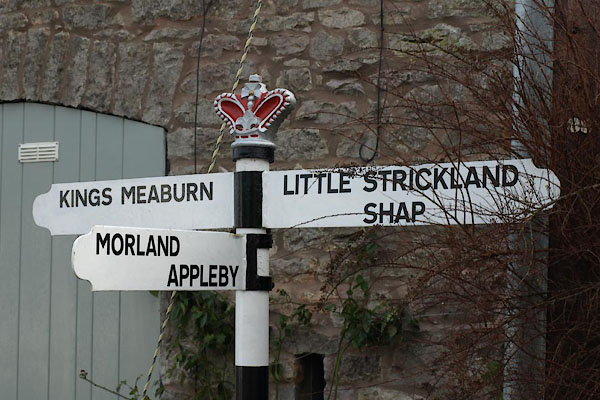 KINGS MEABURN
LITTLE STRICKLAND
SHAP
MORLAND
APPLEBY